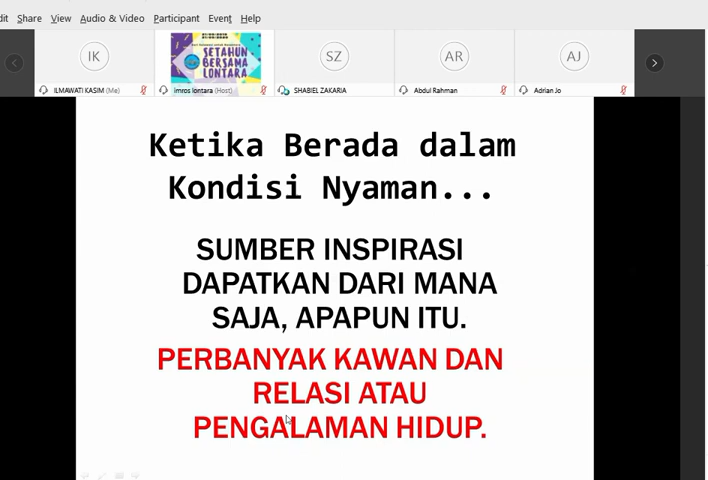 dit Share View Audio & Video Participant Event Help
IK
SETAHUN
BERSAMA
LONTARA
SZ
AR
AJ
ILMAWATI KASIM (Me)
Imros lontara (Host)
SHABIEL ZAKARIA
Abdul Rahman
Adrian Jo
Ketika Berada dalam
Kondisi Nyaman...
SUMBER INSPIRASI
DAPATKAN DARI MANA
SAJA, APAPUN ITU.
PERBANYAK KAWAN DAN
RELASI ATAU
PENGALAMAN HIDUP.